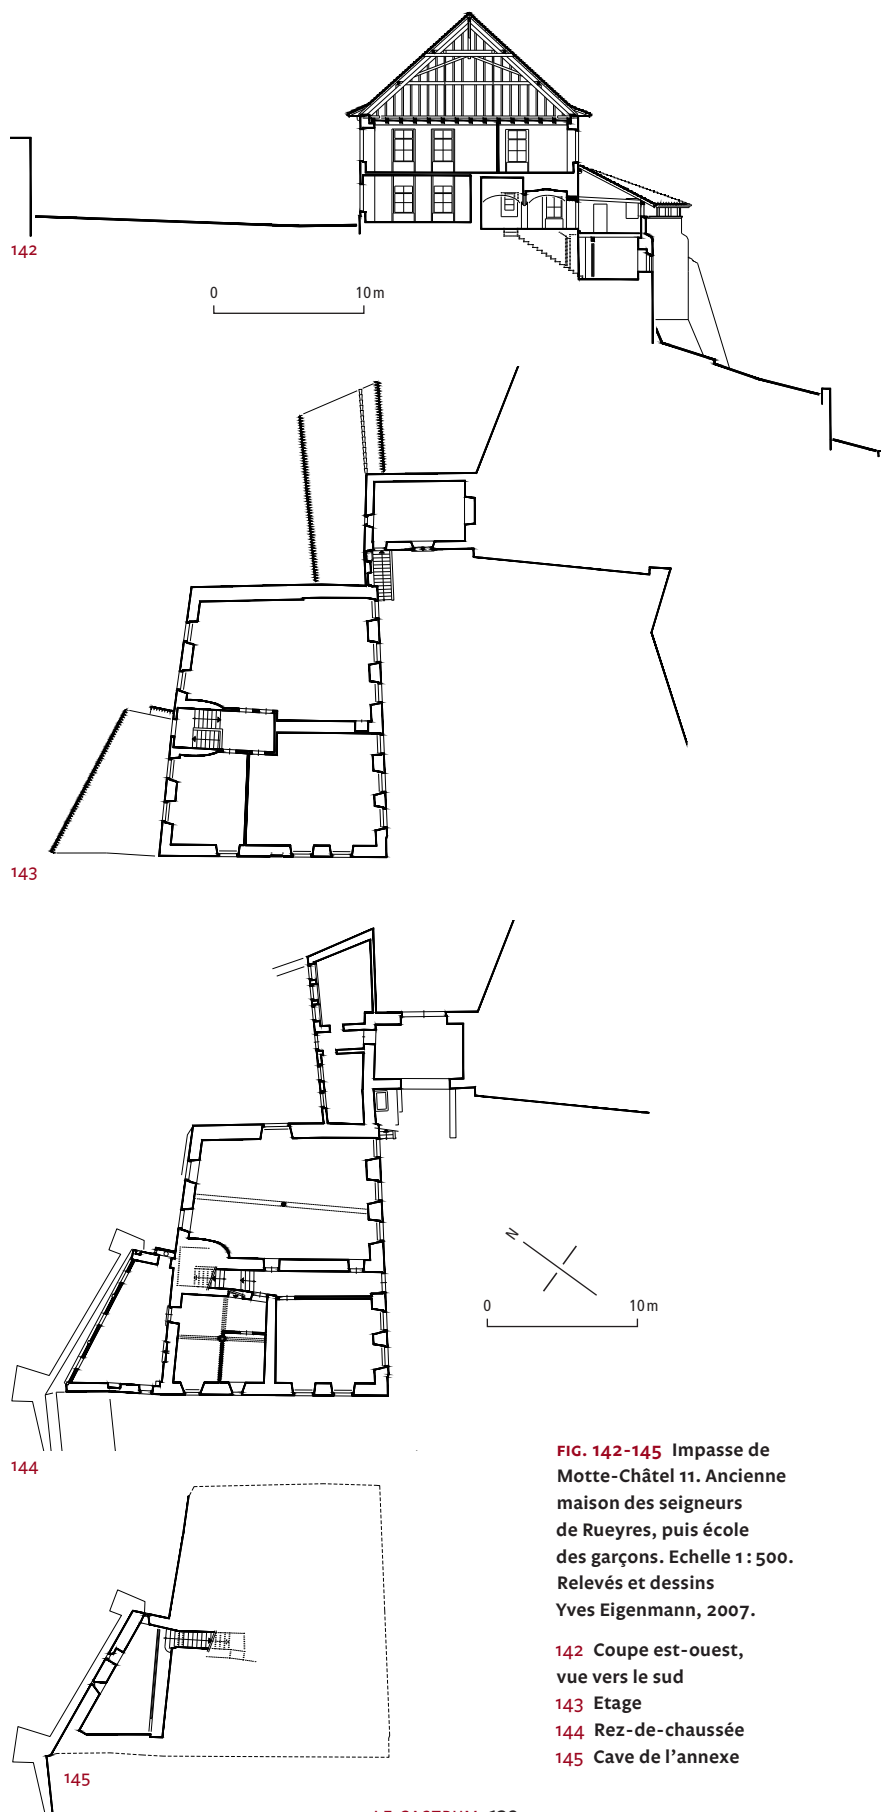 142
0 10 m
143
N
0 10 m
144
FIG. 142-145 Impasse de
Motte-Châtel 11. Ancienne
maison des seigneurs
de Rueyres, puis école
des garçons. Echelle 1 : 500.
Relevés et dessins
Yves Eigenmann, 2007.
142 Coupe est-ouest,
vue vers le sud
143 Etage
144 Rez-de-chaussée
145 Cave de l'annexe
145